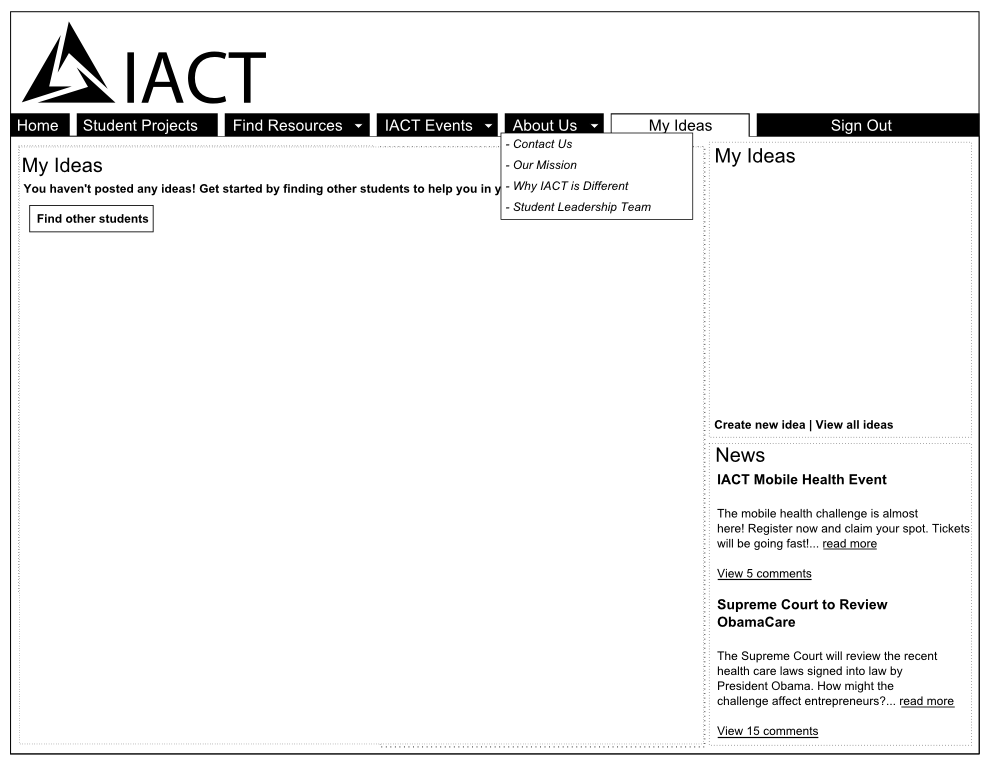 IACT
Home Student Projects Find Resources IACT Events About Us My Ideas Sign Out
- Contact Us
- Our Mission
- Why IACT is Different
- Student Leadership Team
My Ideas
You haven't posted any ideas! Get started by finding other students to help you in y
Find other students
My Ideas
Create new idea | View all ideas
News
IACT Mobile Health Event
The mobile health challenge is almost
here! Register now and claim your spot. Tickets
will be going fast!... read more
View 5 comments
Supreme Court to Review
ObamaCare
The Supreme Court will review the recent
health care laws signed into law by
President Obama. How might the
challenge affect entrepreneurs?... read more
View 15 comments